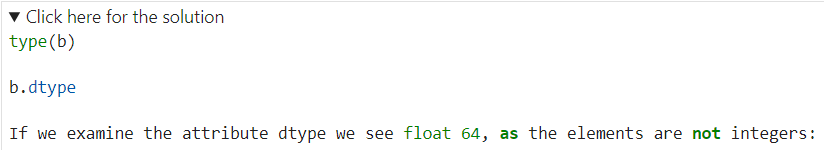 ▼ Click here for the solution
type(b)
b.dtype
If we examine the attribute dtype we see float 64, as the elements are not integers: